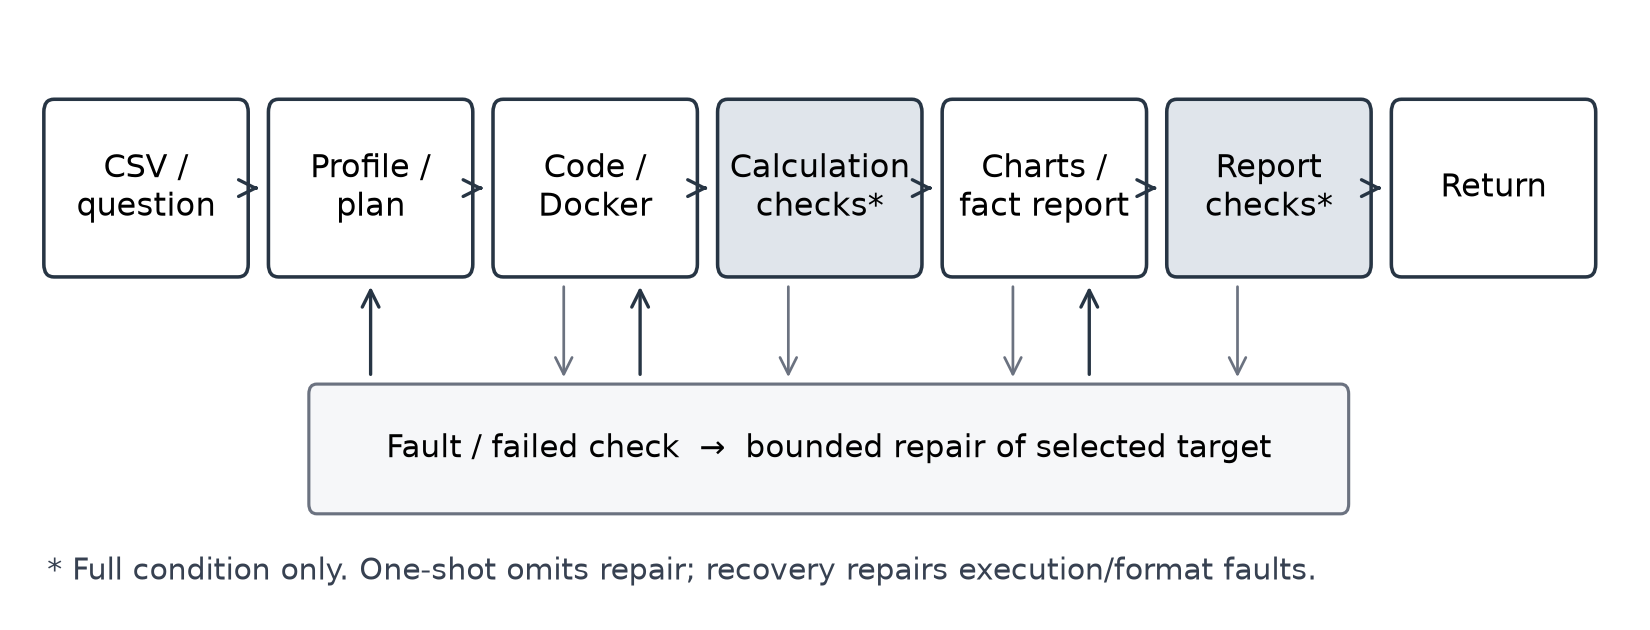 CSV /
question
Profile /
plan
Code /
Docker
Calculation
checks*
Charts /
fact report
Report
checks*
Return
Fault / failed check → bounded repair of selected target
* Full condition only. One-shot omits repair; recovery repairs execution/format faults.